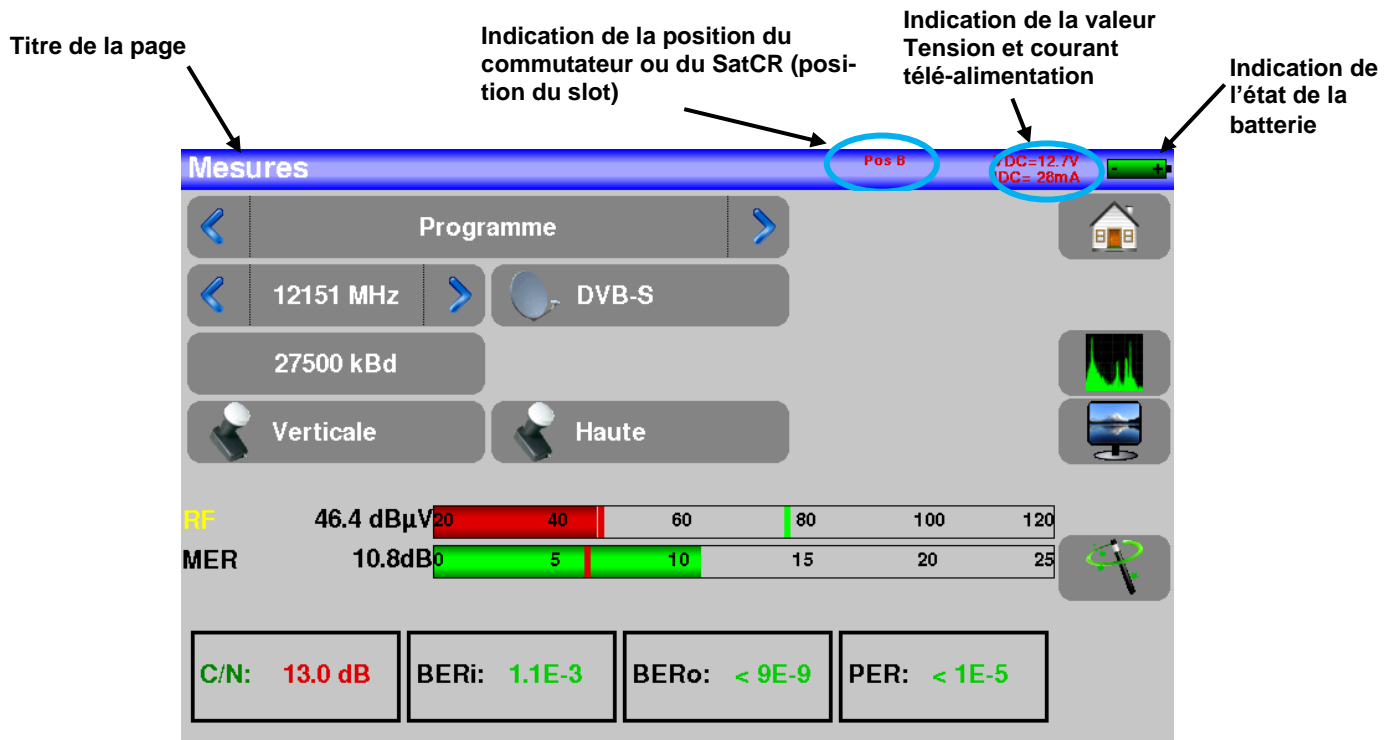 Titre de la page
Indication de la position du
commutateur ou du SatCR (posi-
tion du slot)
Indication de la valeur
Tension et courant
télé-alimentation
Indication de
l'état de la
batterie
Mesures
Pos B
VDC=12.7V
IDC= 28mA
- +
Programme
12151 MHz
DVB-S
27500 kBd
Verticale
Haute
RF 46.4 dBµV 20 40 60 80 100 120
MER 10.8dB 0 5 10 15 20 25
C/N: 13.0 dB
BERi: 1.1E-3
BERo: < 9E-9
PER: < 1E-5